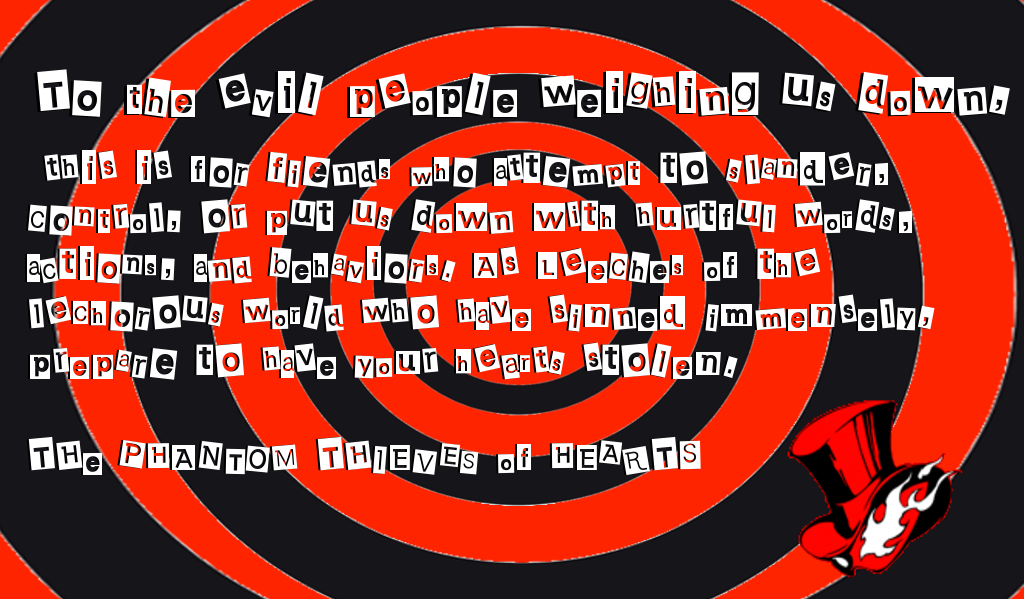 To the evil people weighing us down,
this is for fiends who attempt to slander,
control, or put us down with hurtful words,
actions, and behaviors. As Leeches of the
lechorous world who have sinned immensely,
prepare to have your hearts stolen.
THe PHANTOM THIEVES of HEARTS